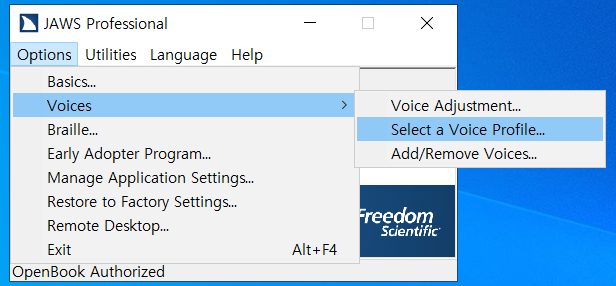 JAWS Professional
Options Utilities Language Help
Basics...
Voices
Braille...
Early Adopter Program...
Manage Application Settings...
Restore to Factory Settings...
Remote Desktop...
Exit Alt+F4
Voice Adjustment...
Select a Voice Profile...
Add/Remove Voices...
Freedom
Scientific®
OpenBook Authorized